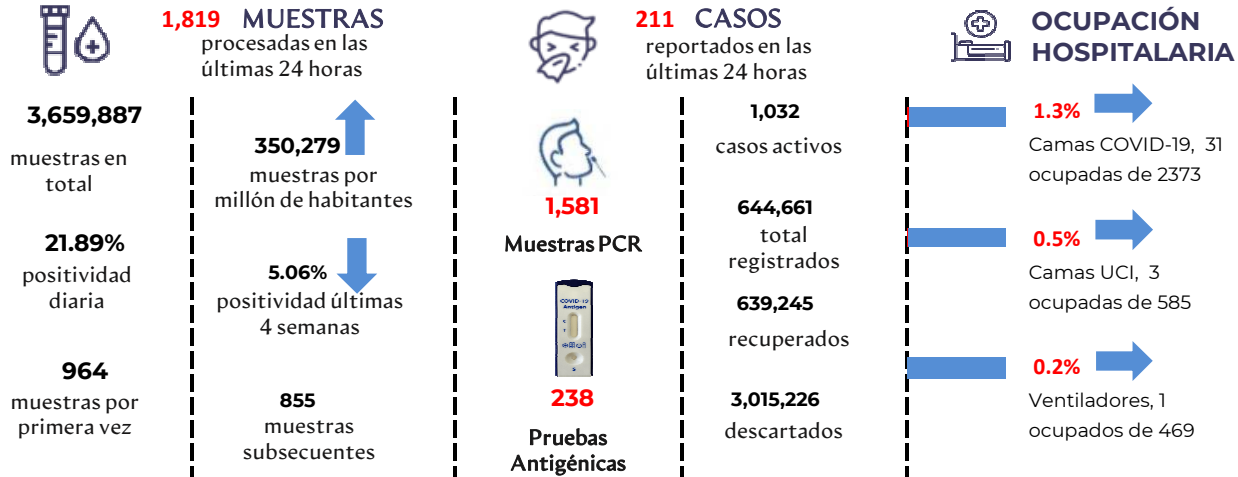 1,819 MUESTRAS
procesadas en las
últimas 24 horas
3,659,887
muestras en
total
21.89%
positividad
diaria
964
muestras por
primera vez
350,279
muestras por
millón de habitantes
5.06%
positividad últimas
4 semanas
855
muestras
subsecuentes
211 CASOS
reportados en las
últimas 24 horas
1,581
Muestras PCR
COVID-19
Antigen
C
T
S
238
Pruebas
Antigénicas
1,032
casos activos
644,661
total
registrados
639,245
recuperados
3,015,226
descartados
OCUPACIÓN
HOSPITALARIA
1.3%
Camas COVID-19, 31
ocupadas de 2373
0.5%
Camas UCI, 3
ocupadas de 585
0.2%
Ventiladores, 1
ocupados de 469